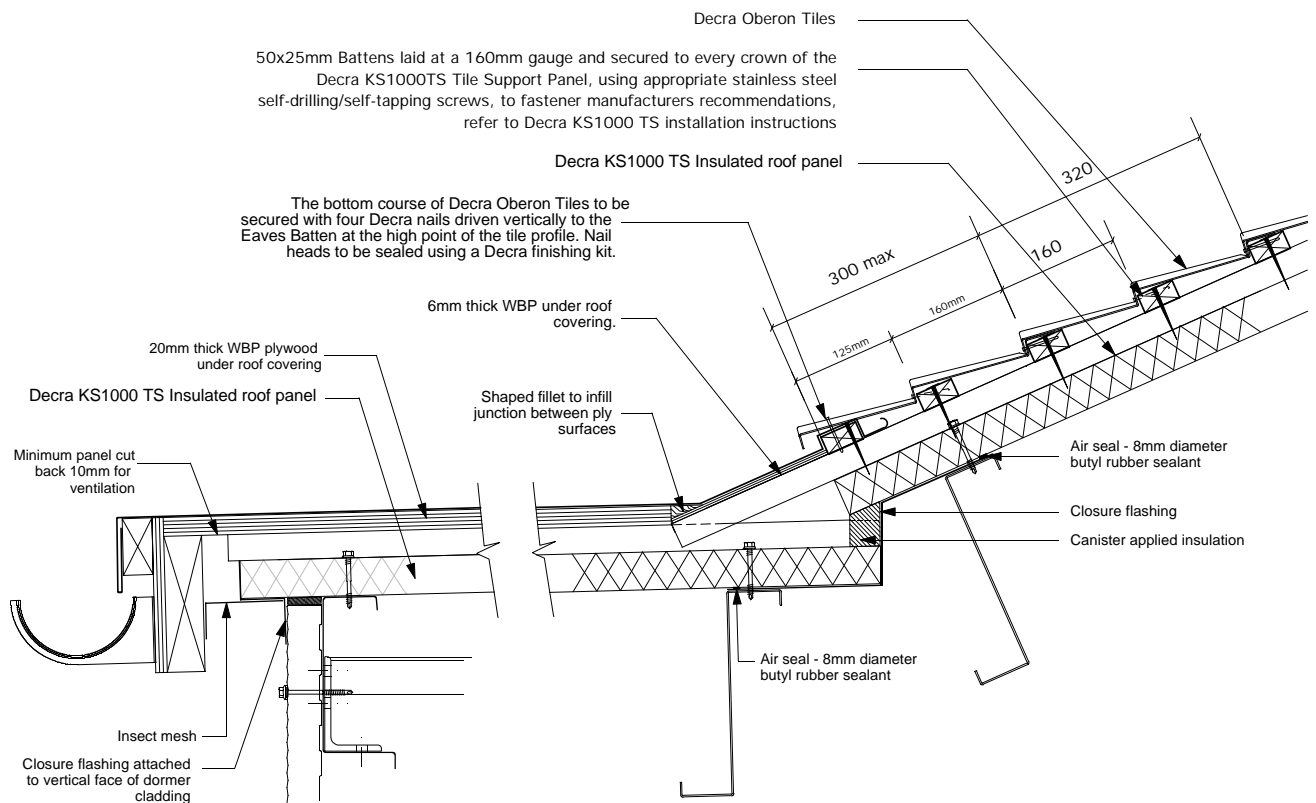 Decra Oberon Tiles
50x25mm Battens laid at a 160mm gauge and secured to every crown of the
Decra KS1000TS Tile Support Panel, using appropriate stainless steel
self-drilling/self-tapping screws, to fastener manufacturers recommendations,
refer to Decra KS1000 TS installation instructions
Decra KS1000 TS Insulated roof panel
The bottom course of Decra Oberon Tiles to be
secured with four Decra nails driven vertically to the
Eaves Batten at the high point of the tile profile. Nail
heads to be sealed using a Decra finishing kit.
320
160
300 max
160mm
125mm
6mm thick WBP under roof
covering.
20mm thick WBP plywood
under roof covering
Decra KS1000 TS Insulated roof panel
Shaped fillet to infill
junction between ply
surfaces
Minimum panel cut
back 10mm for
ventilation
Air seal - 8mm diameter
butyl rubber sealant
Closure flashing
Canister applied insulation
Air seal - 8mm diameter
butyl rubber sealant
Insect mesh
Closure flashing attached
to vertical face of dormer
cladding